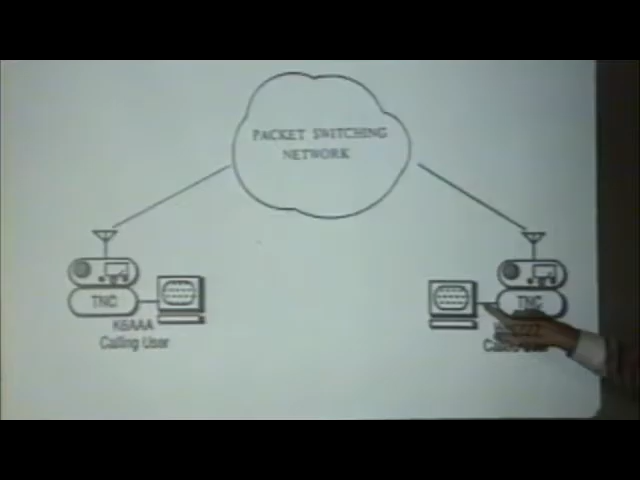 PACKET SWITCHING
NETWORK
TNC
TNC
K6AAA
Calling User